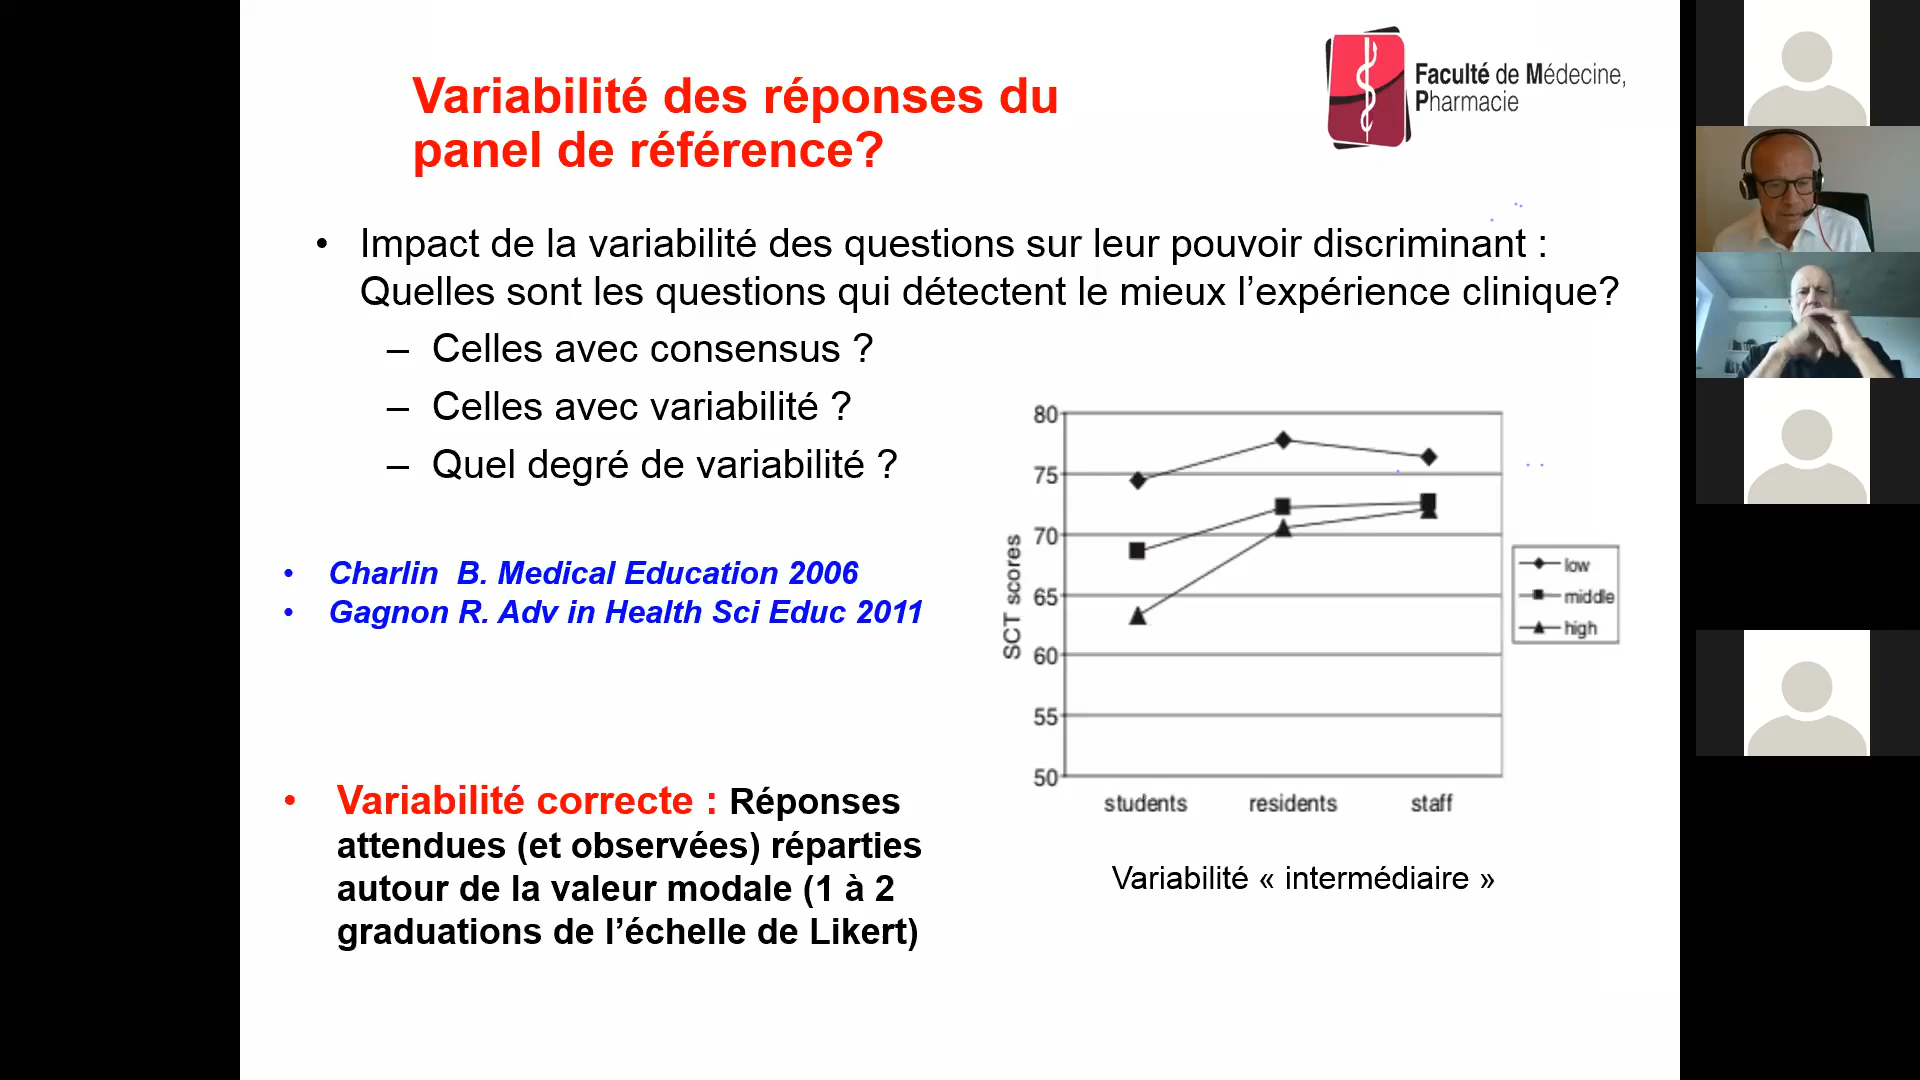 Variabilité des réponses du
panel de référence?
Faculté de Médecine,
Pharmacie
• Impact de la variabilité des questions sur leur pouvoir discriminant :
Quelles sont les questions qui détectent le mieux l’expérience clinique?
– Celles avec consensus ?
– Celles avec variabilité ?
– Quel degré de variabilité ?
• Charlin B. Medical Education 2006
• Gagnon R. Adv in Health Sci Educ 2011
• Variabilité correcte : Réponses
attendues (et observées) réparties
autour de la valeur modale (1 à 2
graduations de l’échelle de Likert)
SCT scores
80
75
70
65
60
55
50
students residents staff
low
middle
high
Variabilité « intermédiaire »